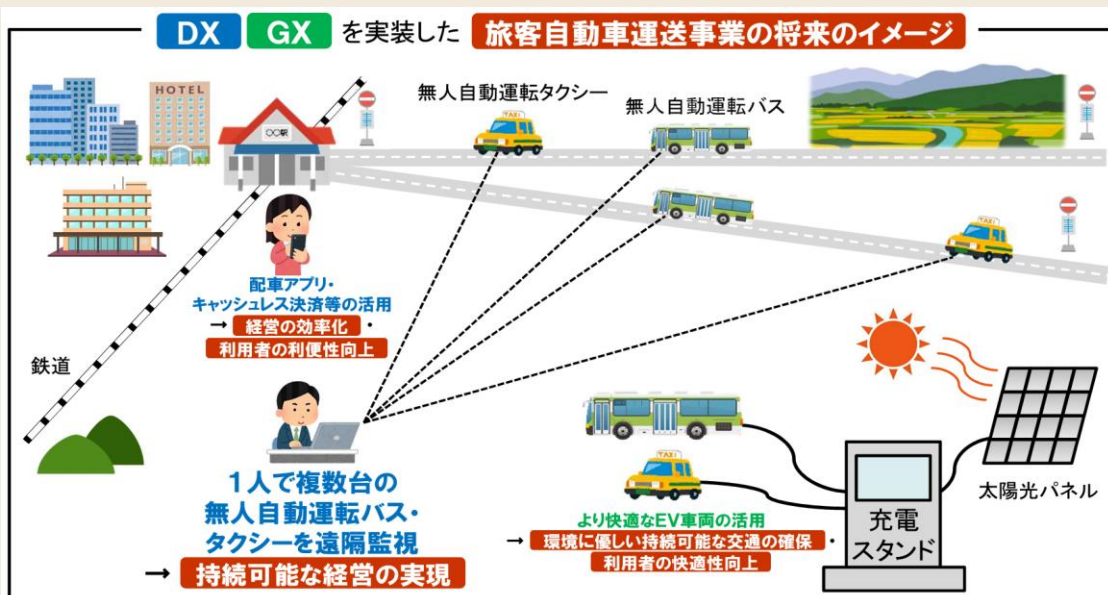 DX GX を実装した 旅客自動車運送事業の将来のイメージ
HOTEL
○○駅
無人自動運転タクシー
無人自動運転バス
TAXI
TAXI
配車アプリ・
キャッシュレス決済等の活用
→ 経営の効率化・
利用者の利便性向上
鉄道
1人で複数台の
無人自動運転バス・
タクシーを遠隔監視
→ 持続可能な経営の実現
TAXI
より快適なEV車両の活用
→ 環境に優しい持続可能な交通の確保・
利用者の快適性向上
充電
スタンド
太陽光パネル